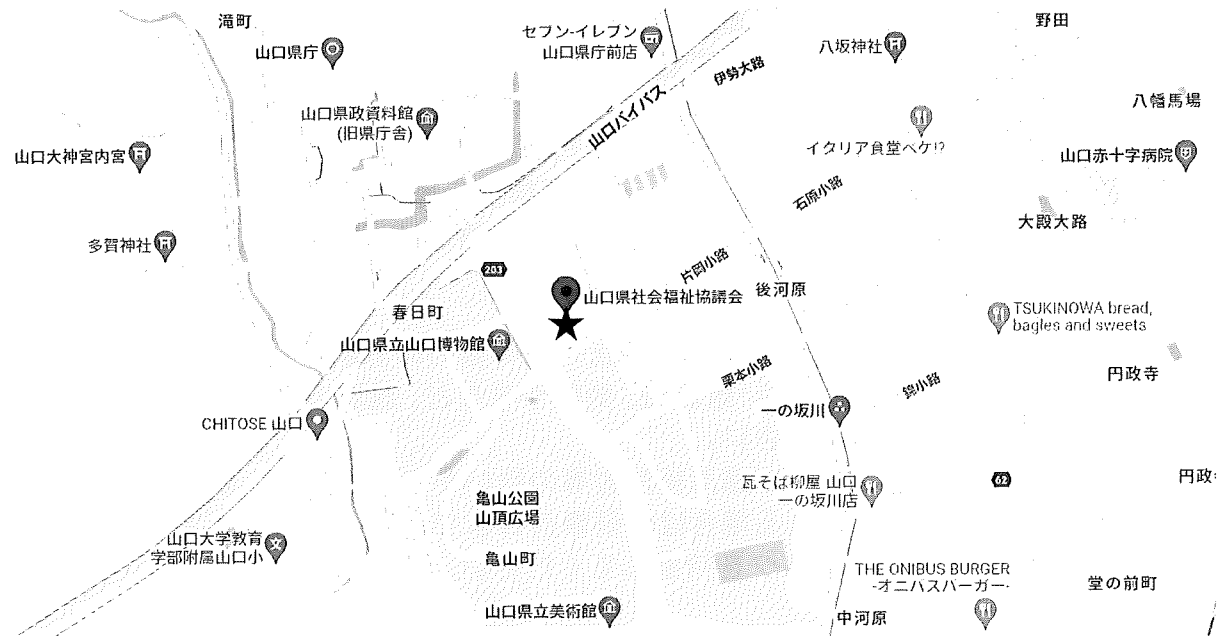 滝町
山口県庁
セブン-イレブン
山口県庁前店
野田
八坂神社
伊勢大路
山口バイパス
八幡馬場
山口県政資料館
(旧県庁舎)
イタリア食堂ベケ!?
山口赤十字病院
山口大神宮内宮
石原小路
大殿大路
多賀神社
203
片岡小路
後河原
山口県社会福祉協議会
春日町
TSUKINOWA bread,
bagles and sweets
山口県立山口博物館
栗本小路
錦小路
円政寺
CHITOSE 山口
一の坂川
瓦そば柳屋 山口
一の坂川店
62
亀山公園
山頂広場
山口大学教育
学部附属山口小
亀山町
THE ONIBUS BURGER
-オニバスバーガー-
堂の前町
山口県立美術館
中河原